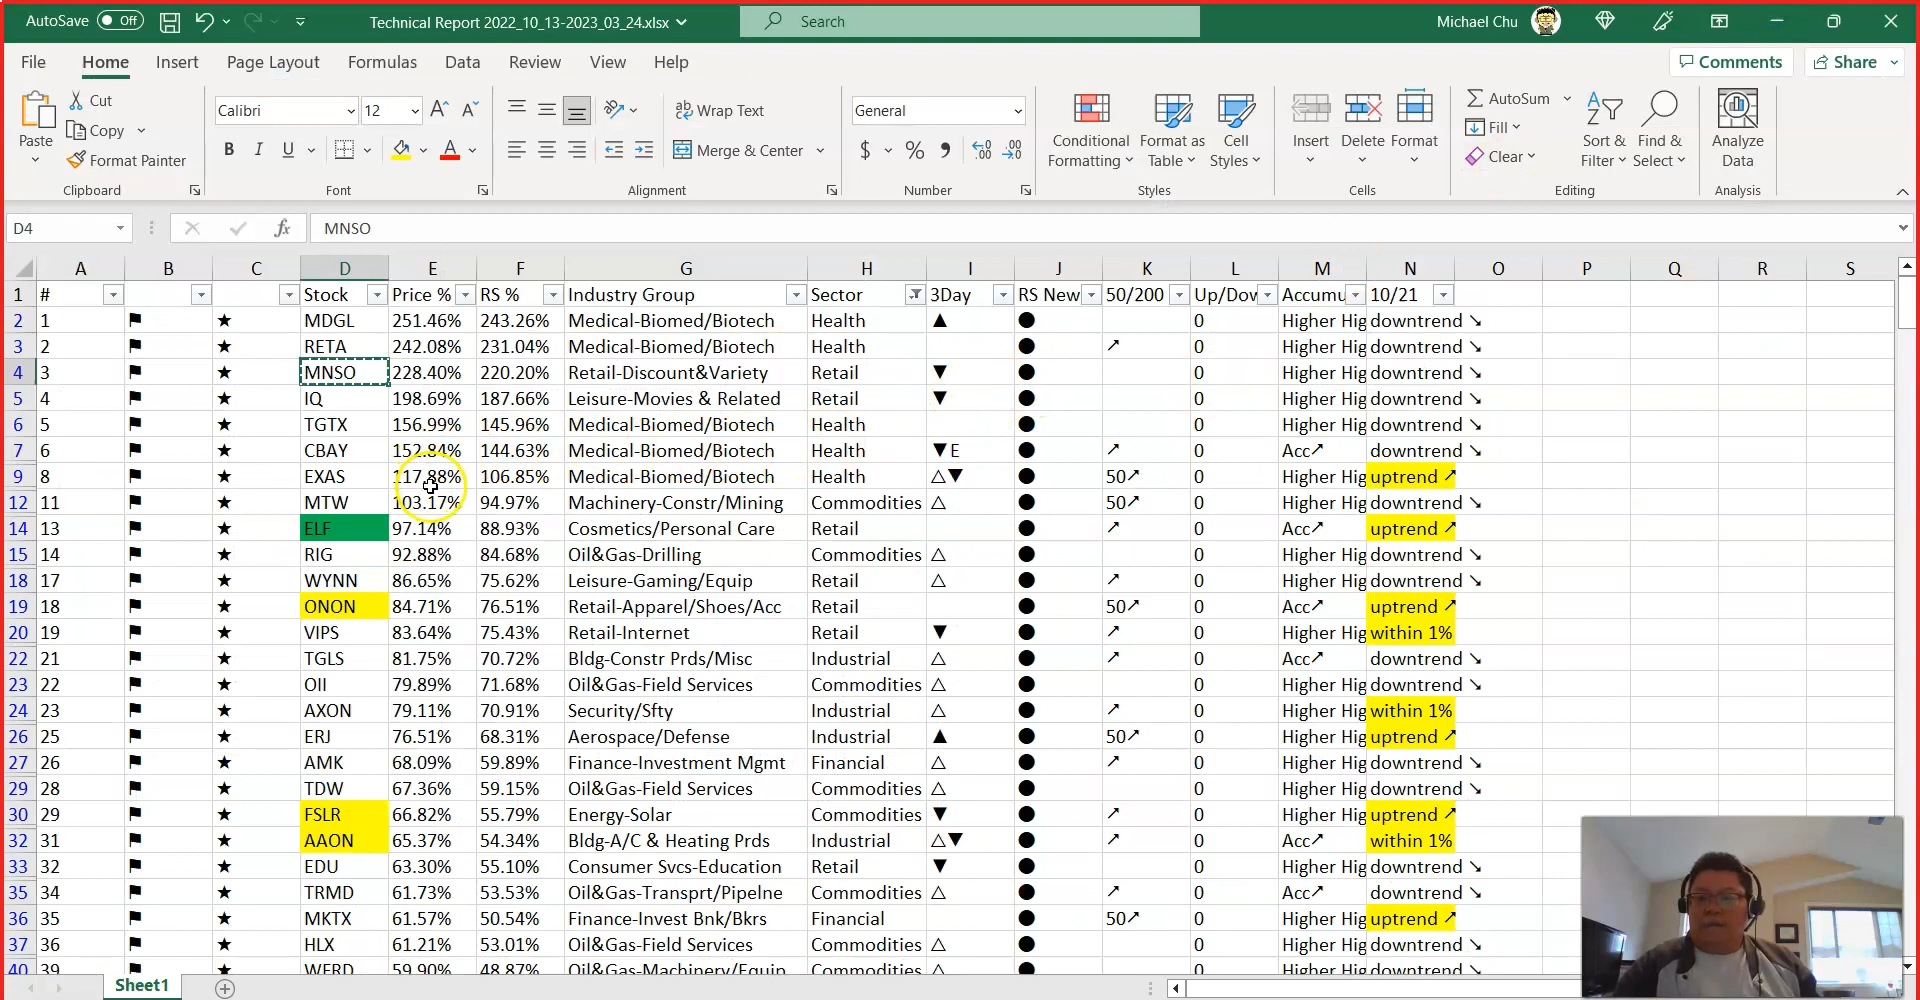 AutoSave Off Technical Report 2022_10_13-2023_03_24.xlsx Search Michael Chu
File Home Insert Page Layout Formulas Data Review View Help Comments Share
Paste Cut Copy Format Painter Clipboard
Calibri 12 B I U A Font
Wrap Text Merge & Center Alignment
General $ % 9 Number
Conditional Formatting Format as Table Cell Styles Styles
Insert Delete Format Cells
AutoSum Fill Clear Sort & Filter Find & Select Editing
Analyze Data Analysis
D4 fx MNSO
A B C D E F G H I J K L M N O P Q R S
1 # Stock Price % RS % Industry Group Sector 3Day RS New 50/200 Up/Dow Accumu 10/21
2 1 ⚑ ★ MDGL 251.46% 243.26% Medical-Biomed/Biotech Health ▲ ● 0 Higher Hig downtrend ↘
3 2 ⚑ ★ RETA 242.08% 231.04% Medical-Biomed/Biotech Health ● ↗ 0 Higher Hig downtrend ↘
4 3 ⚑ ★ MNSO 228.40% 220.20% Retail-Discount&Variety Retail ▼ ● 0 Higher Hig downtrend ↘
5 4 ⚑ ★ IQ 198.69% 187.66% Leisure-Movies & Related Retail ▼ ● 0 Higher Hig downtrend ↘
6 5 ⚑ ★ TGTX 156.99% 145.96% Medical-Biomed/Biotech Health ● 0 Higher Hig downtrend ↘
7 6 ⚑ ★ CBAY 152.84% 144.63% Medical-Biomed/Biotech Health ▼E ● ↗ 0 Acc↗ downtrend ↘
9 8 ⚑ ★ EXAS 117.88% 106.85% Medical-Biomed/Biotech Health △▼ ● 50↗ 0 Higher Hig uptrend ↗
12 11 ⚑ ★ MTW 103.17% 94.97% Machinery-Constr/Mining Commodities △ ● 50↗ 0 Higher Hig downtrend ↘
14 13 ⚑ ★ ELF 97.14% 88.93% Cosmetics/Personal Care Retail ● ↗ 0 Acc↗ uptrend ↗
15 14 ⚑ ★ RIG 92.88% 84.68% Oil&Gas-Drilling Commodities △ ● 0 Higher Hig downtrend ↘
18 17 ⚑ ★ WYNN 86.65% 75.62% Leisure-Gaming/Equip Retail △ ● ↗ 0 Higher Hig downtrend ↘
19 18 ⚑ ★ ONON 84.71% 76.51% Retail-Apparel/Shoes/Acc Retail ● 50↗ 0 Acc↗ uptrend ↗
20 19 ⚑ ★ VIPS 83.64% 75.43% Retail-Internet Retail ▼ ● ↗ 0 Higher Hig within 1%
22 21 ⚑ ★ TGLS 81.75% 70.72% Bldg-Constr Prds/Misc Industrial △ ● ↗ 0 Acc↗ downtrend ↘
23 22 ⚑ ★ OII 79.89% 71.68% Oil&Gas-Field Services Commodities △ ● 0 Higher Hig downtrend ↘
24 23 ⚑ ★ AXON 79.11% 70.91% Security/Sfty Industrial △ ● ↗ 0 Higher Hig within 1%
26 25 ⚑ ★ ERJ 76.51% 68.31% Aerospace/Defense Industrial ▲ ● 50↗ 0 Higher Hig uptrend ↗
27 26 ⚑ ★ AMK 68.09% 59.89% Finance-Investment Mgmt Financial △ ● ↗ 0 Higher Hig downtrend ↘
29 28 ⚑ ★ TDW 67.36% 59.15% Oil&Gas-Field Services Commodities △ ● 0 Higher Hig downtrend ↘
30 29 ⚑ ★ FSLR 66.82% 55.79% Energy-Solar Commodities ▼ ● ↗ 0 Higher Hig uptrend ↗
32 31 ⚑ ★ AAON 65.37% 54.34% Bldg-A/C & Heating Prds Industrial △▼ ● ↗ 0 Acc↗ within 1%
33 32 ⚑ ★ EDU 63.30% 55.10% Consumer Svcs-Education Retail ▼ ● 0 Higher Hig downtrend ↘
35 34 ⚑ ★ TRMD 61.73% 53.53% Oil&Gas-Transprt/Pipelne Commodities △ ● ↗ 0 Acc↗ downtrend ↘
36 35 ⚑ ★ MKTX 61.57% 50.54% Finance-Invest Bnk/Bkrs Financial ● 50↗ 0 Higher Hig uptrend ↗
37 36 ⚑ ★ HLX 61.21% 53.01% Oil&Gas-Field Services Commodities △ ● 0 Higher Hig downtrend ↘
40 39 ⚑ ★ WFRD 59.90% 48.87% Oil&Gas-Machinery/Equip Commodities △ ● 0 Higher Hig downtrend ↘
Sheet1